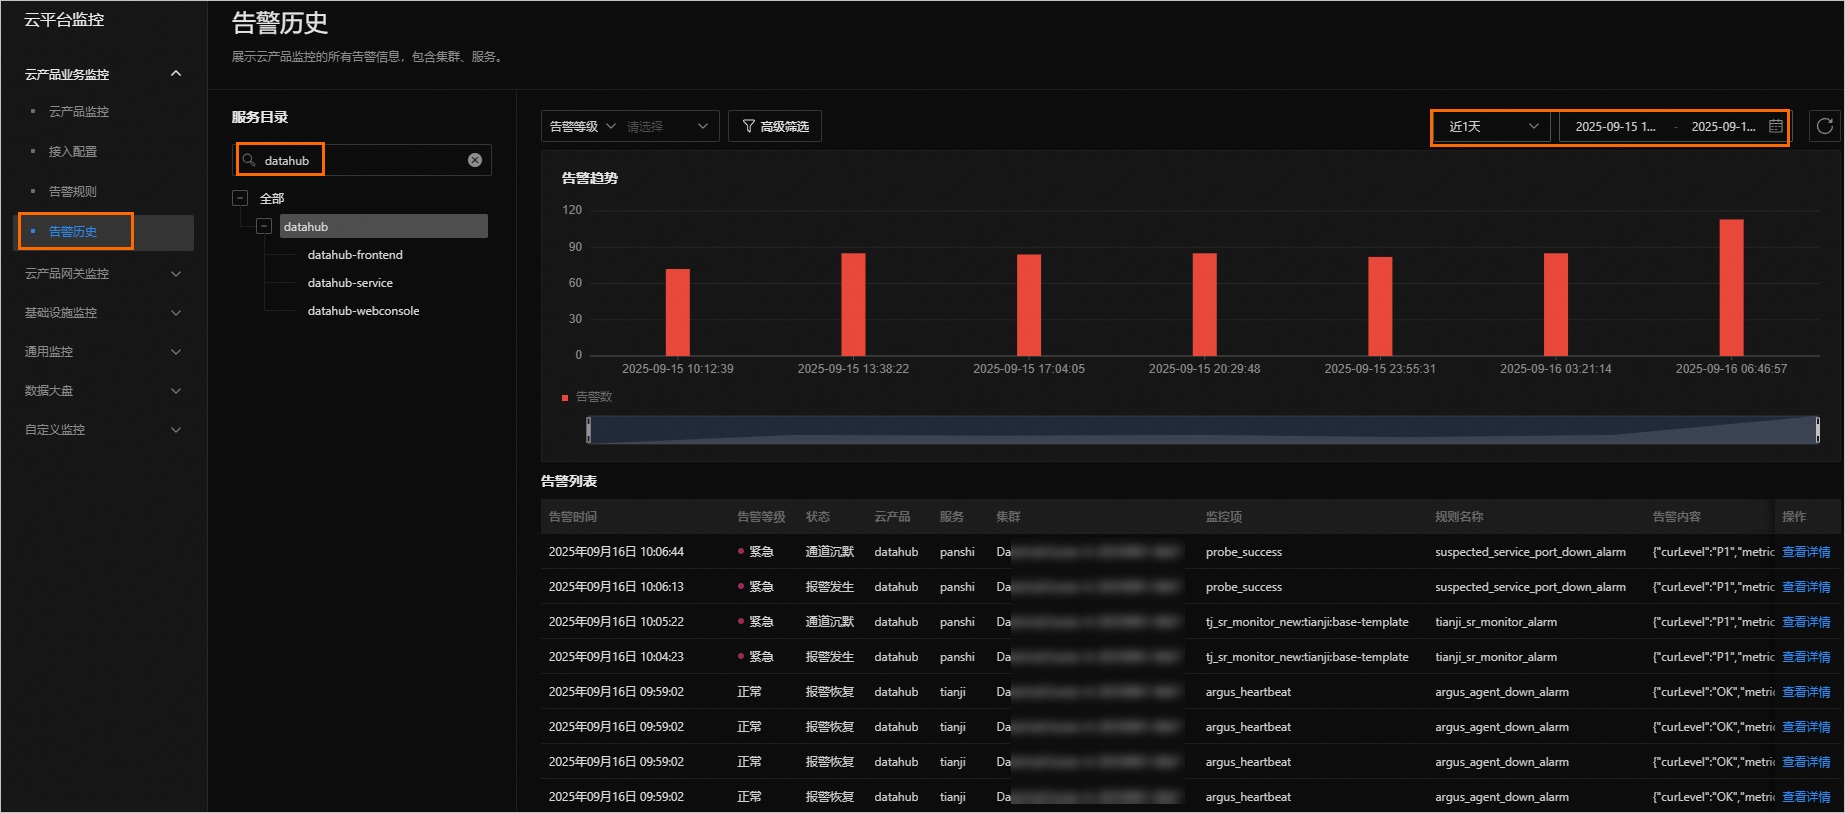 云平台监控
云产品业务监控
云产品监控
接入配置
告警规则
告警历史
云产品网关监控
基础设施监控
通用监控
数据大盘
自定义监控
告警历史
展示云产品监控的所有告警信息，包含集群、服务。
服务目录
datahub
全部
datahub
datahub-frontend
datahub-service
datahub-webconsole
告警等级 请选择 高级筛选 近1天 2025-09-15 1... - 2025-09-1...
告警趋势
120
90
60
30
0
2025-09-15 10:12:39 2025-09-15 13:38:22 2025-09-15 17:04:05 2025-09-15 20:29:48 2025-09-15 23:55:31 2025-09-16 03:21:14 2025-09-16 06:46:57
告警数
告警列表
告警时间 告警等级 状态 云产品 服务 集群 监控项 规则名称 告警内容 操作
2025年09月16日 10:06:44 紧急 通道沉默 datahub panshi Da probe_success suspected_service_port_down_alarm {"curLevel":"P1","metric 查看详情
2025年09月16日 10:06:13 紧急 报警发生 datahub panshi Da probe_success suspected_service_port_down_alarm {"curLevel":"P1","metric 查看详情
2025年09月16日 10:05:22 紧急 通道沉默 datahub panshi Da tj_sr_monitor_new:tianji:base-template tianji_sr_monitor_alarm {"curLevel":"P1","metric 查看详情
2025年09月16日 10:04:23 紧急 报警发生 datahub panshi Da tj_sr_monitor_new:tianji:base-template tianji_sr_monitor_alarm {"curLevel":"P1","metric 查看详情
2025年09月16日 09:59:02 正常 报警恢复 datahub tianji Da argus_heartbeat argus_agent_down_alarm {"curLevel":"OK","metric 查看详情
2025年09月16日 09:59:02 正常 报警恢复 datahub tianji Da argus_heartbeat argus_agent_down_alarm {"curLevel":"OK","metric 查看详情
2025年09月16日 09:59:02 正常 报警恢复 datahub tianji Da argus_heartbeat argus_agent_down_alarm {"curLevel":"OK","metric 查看详情
2025年09月16日 09:59:02 正常 报警恢复 datahub tianji Da argus_heartbeat argus_agent_down_alarm {"curLevel":"OK","metric 查看详情